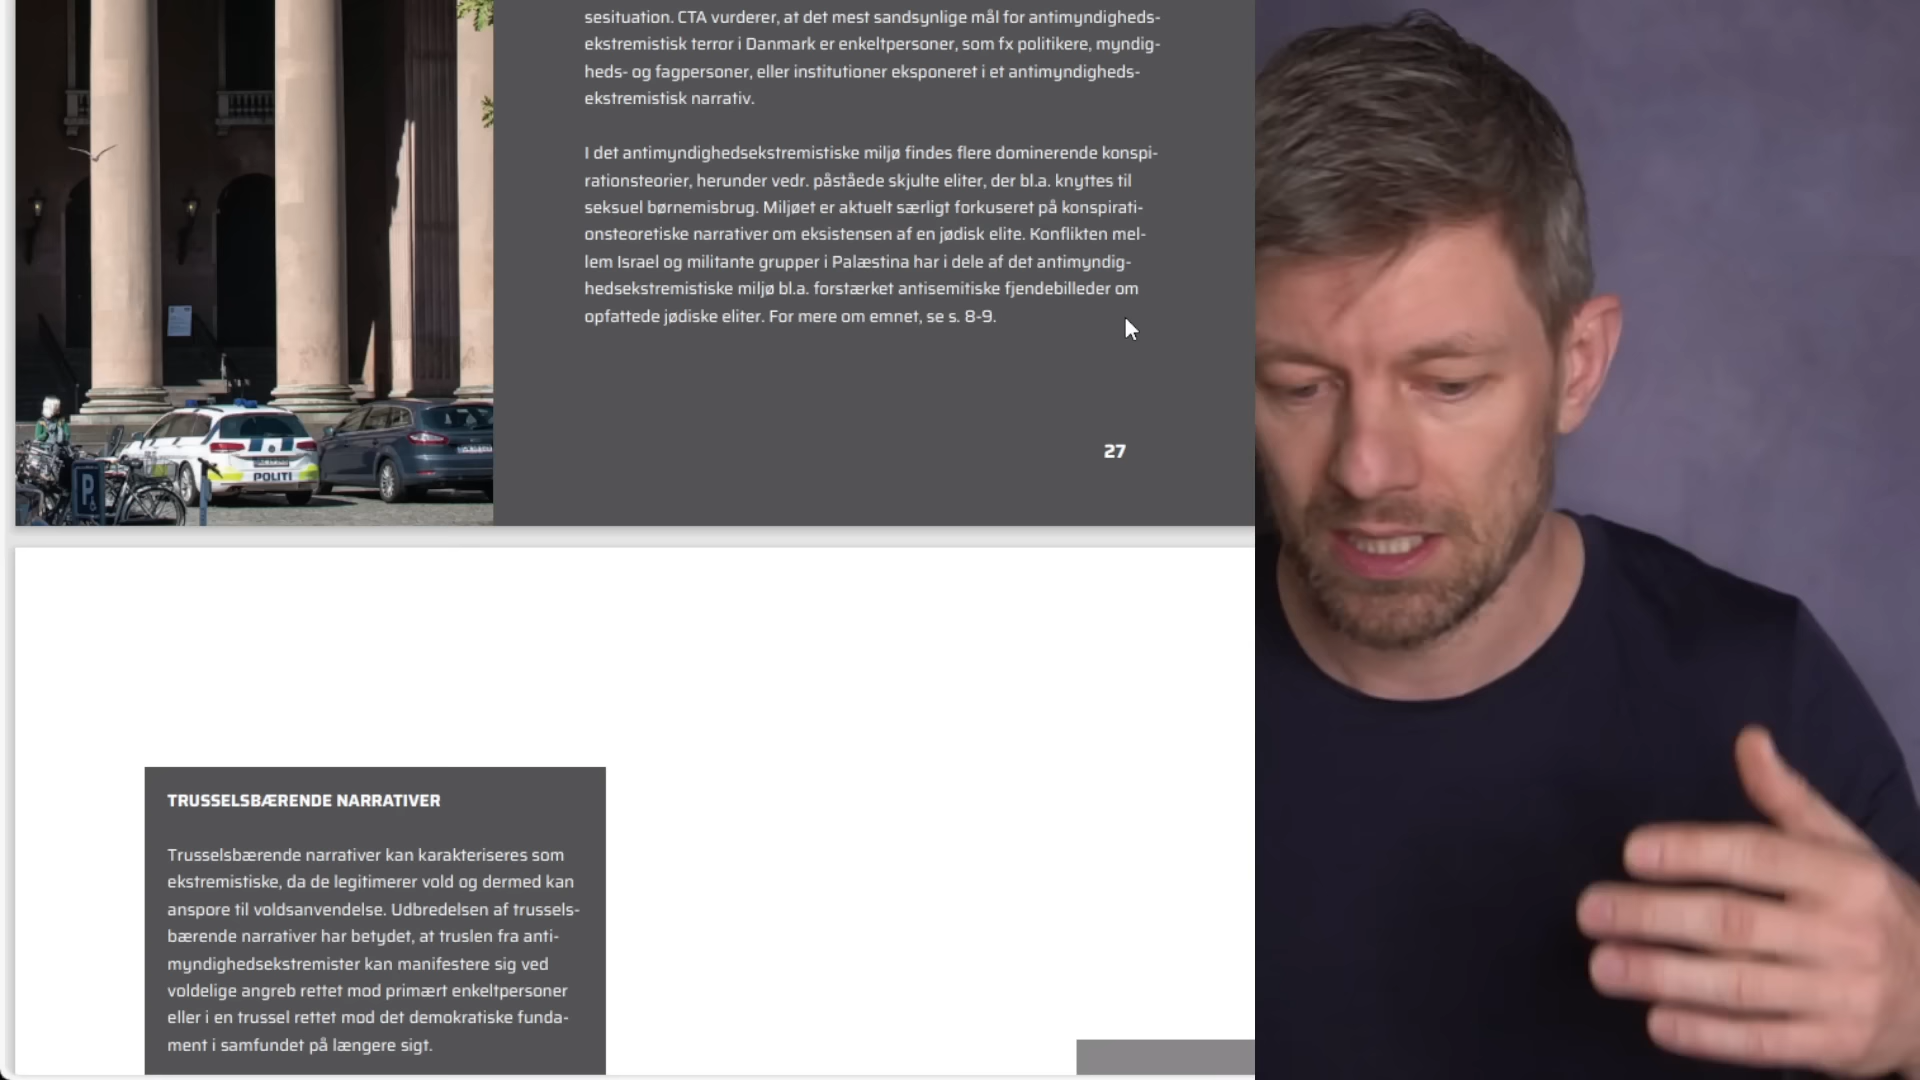 sesituation. CTA vurderer, at det mest sandsynlige mål for antimyndigheds-
ekstremistisk terror i Danmark er enkeltpersoner, som fx politikere, myndig-
heds- og fagpersoner, eller institutioner eksponeret i et antimyndigheds-
ekstremistisk narrativ.
I det antimyndighedsekstremistiske miljø findes flere dominerende konspi-
rationsteorier, herunder vedr. påståede skjulte eliter, der bl.a. knyttes til
seksuel børnemisbrug. Miljøet er aktuelt særligt forkuseret på konspirati-
onsteoretiske narrativer om eksistensen af en jødisk elite. Konflikten mel-
lem Israel og militante grupper i Palæstina har i dele af det antimyndig-
hedsekstremistiske miljø bl.a. forstærket antisemitiske fjendebilleder om
opfattede jødiske eliter. For mere om emnet, se s. 8-9.
27
P
POLITI
TRUSSELSBÆRENDE NARRATIVER
Trusselsbærende narrativer kan karakteriseres som
ekstremistiske, da de legitimerer vold og dermed kan
anspore til voldsanvendelse. Udbredelsen af trussels-
bærende narrativer har betydet, at truslen fra anti-
myndighedsekstremister kan manifestere sig ved
voldelige angreb rettet mod primært enkeltpersoner
eller i en trussel rettet mod det demokratiske funda-
ment i samfundet på længere sigt.